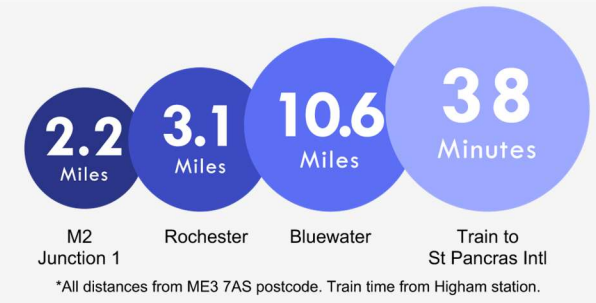 2.2
Miles
3.1
Miles
10.6
Miles
38
Minutes
M2
Junction 1
Rochester
Bluewater
Train to
St Pancras Intl
*All distances from ME3 7AS postcode. Train time from Higham station.